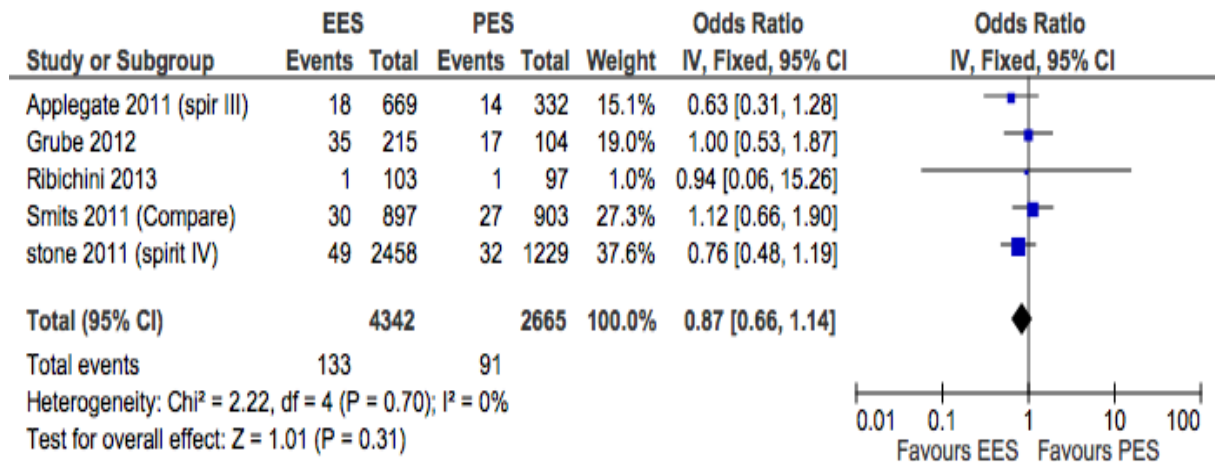 EES PES Odds Ratio Odds Ratio
Study or Subgroup Events Total Events Total Weight IV, Fixed, 95% CI IV, Fixed, 95% CI
Applegate 2011 (spir III) 18 669 14 332 15.1% 0.63 [0.31, 1.28]
Grube 2012 35 215 17 104 19.0% 1.00 [0.53, 1.87]
Ribichini 2013 1 103 1 97 1.0% 0.94 [0.06, 15.26]
Smits 2011 (Compare) 30 897 27 903 27.3% 1.12 [0.66, 1.90]
stone 2011 (spirit IV) 49 2458 32 1229 37.6% 0.76 [0.48, 1.19]
Total (95% CI) 4342 2665 100.0% 0.87 [0.66, 1.14]
Total events 133 91
Heterogeneity: Chi² = 2.22, df = 4 (P = 0.70); I² = 0%
Test for overall effect: Z = 1.01 (P = 0.31)
0.01 0.1 1 10 100
Favours EES Favours PES